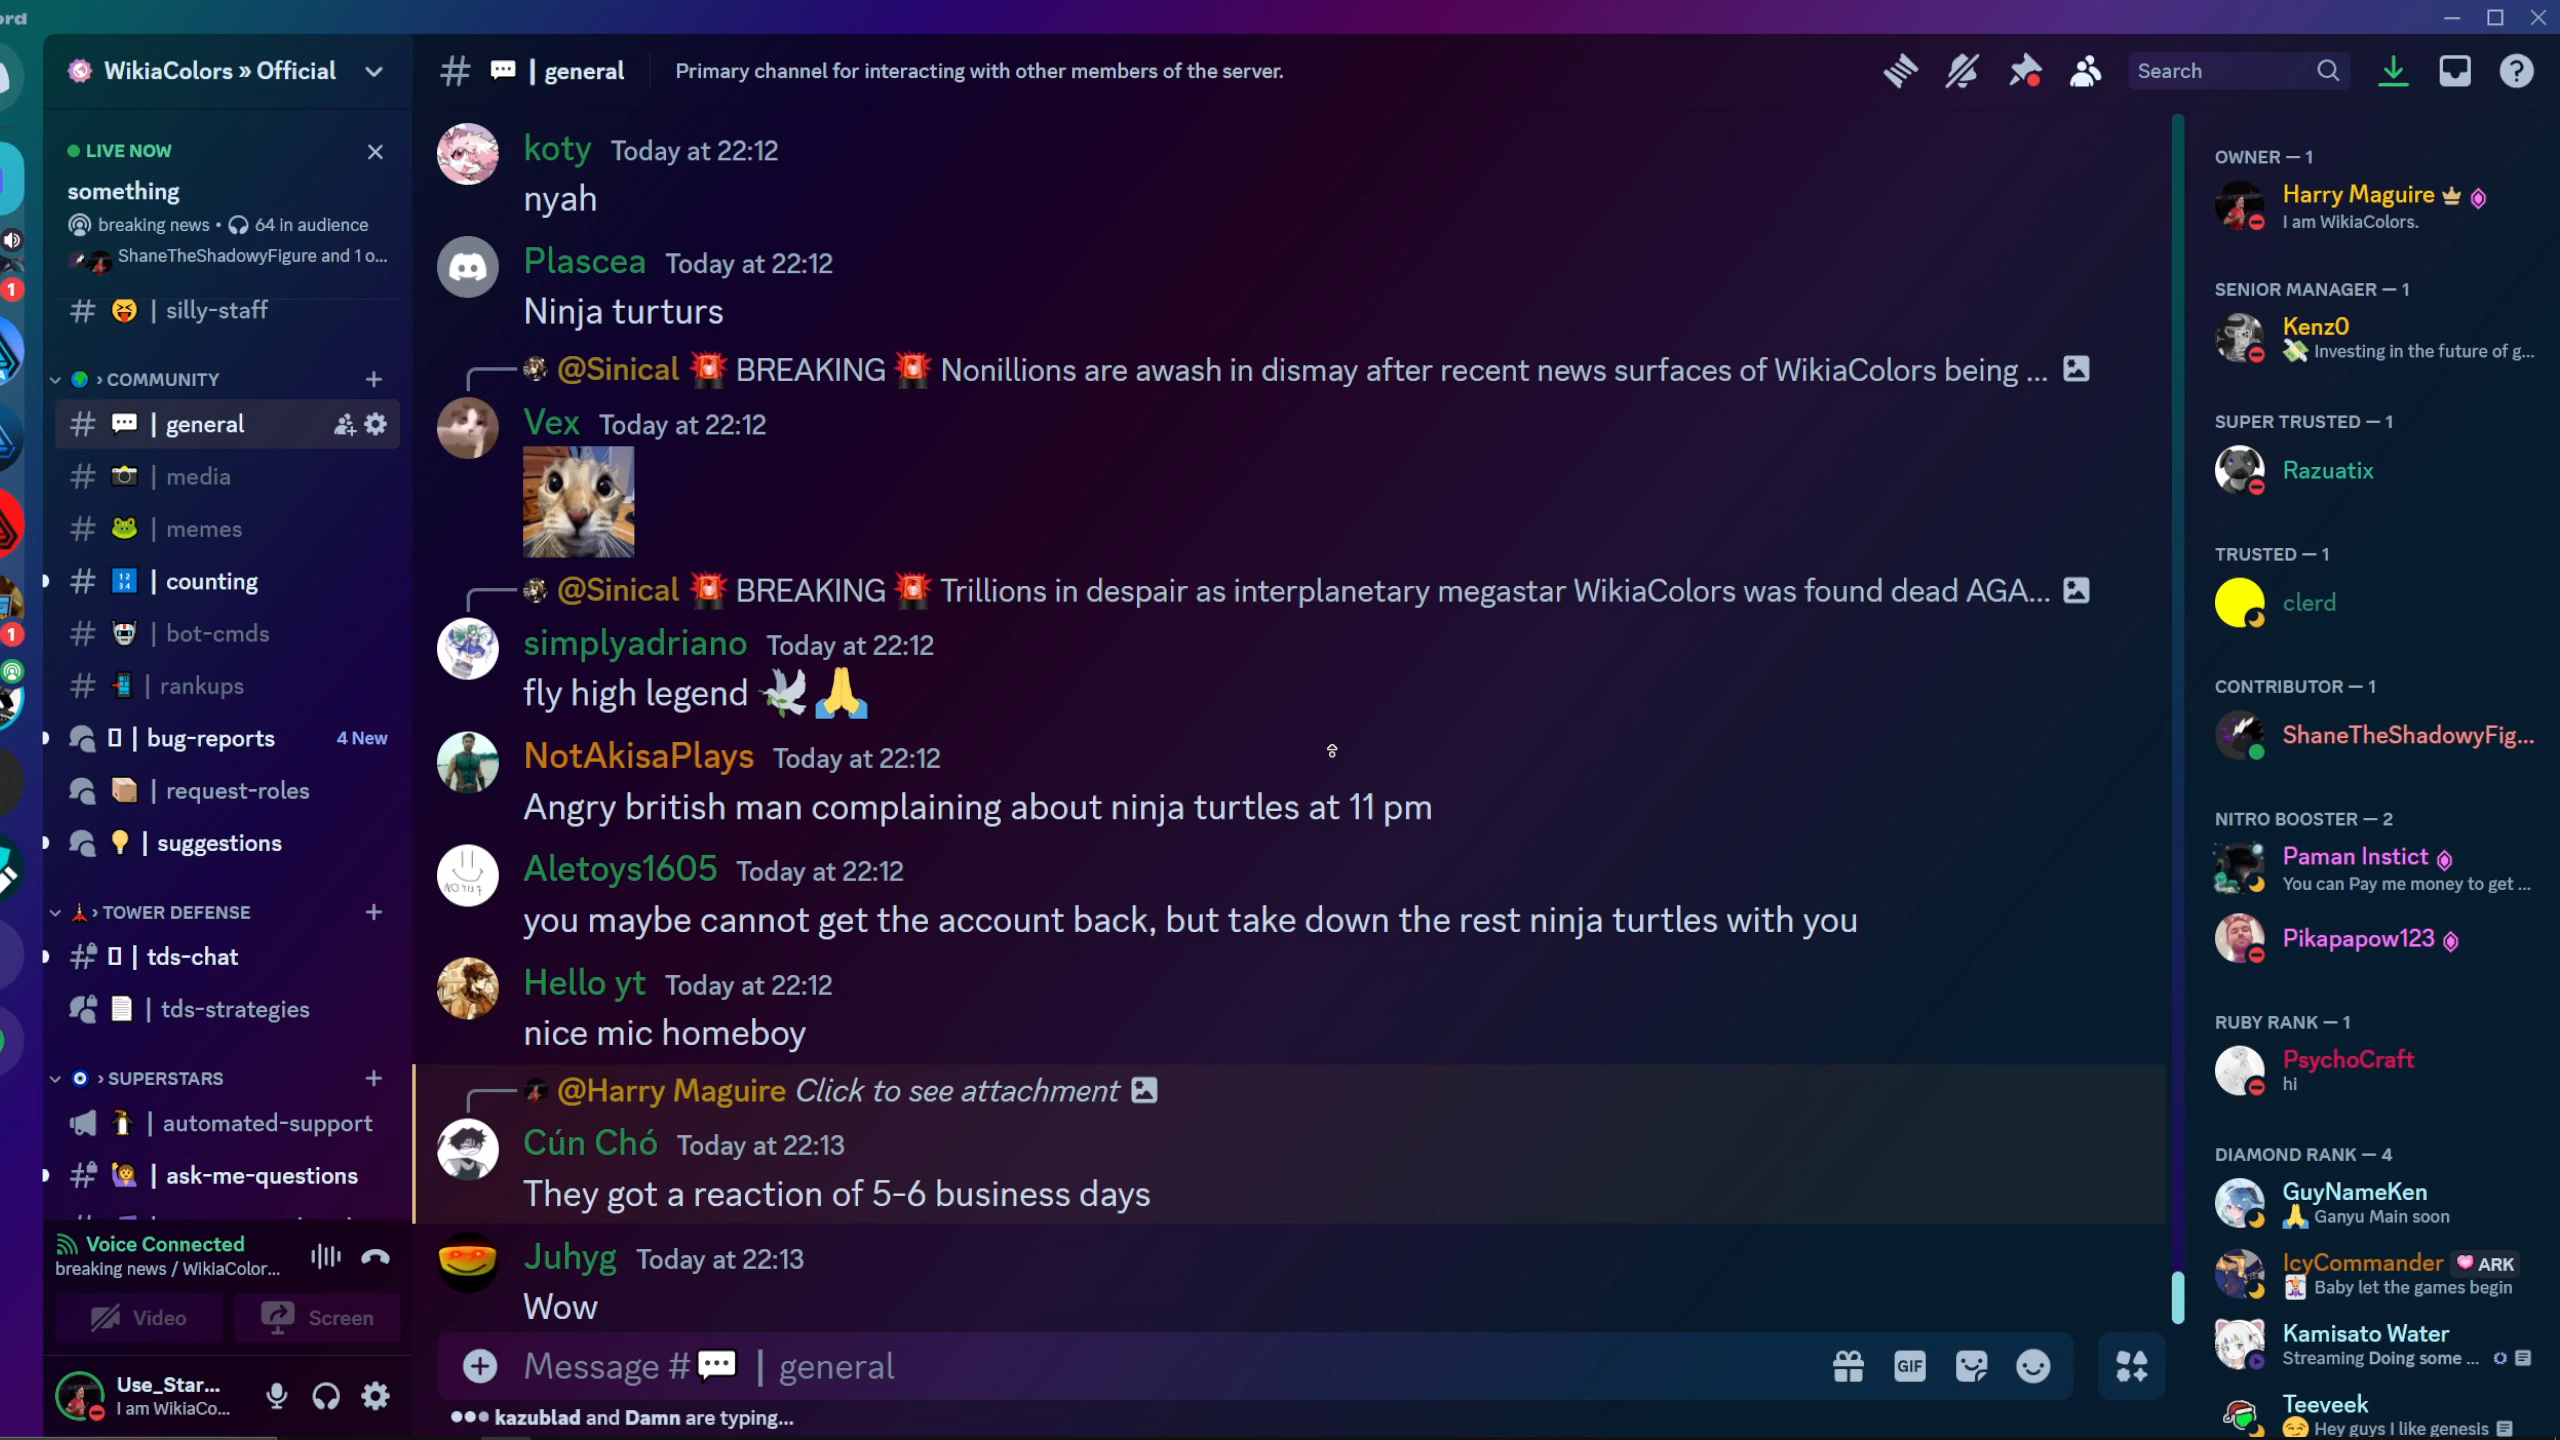 ord
WikiaColors » Official
LIVE NOW
something
breaking news • 64 in audience
ShaneTheShadowyFigure and 1 o...
1
# 😝 | silly-staff
🌍 › COMMUNITY
# 💬 | general
# 📷 | media
# 🐸 | memes
# 🔢 | counting
# 🤖 | bot-cmds
1
# 📲 | rankups
| bug-reports 4 New
📦 | request-roles
💡 | suggestions
› TOWER DEFENSE
# | tds-chat
📄 | tds-strategies
🧿 › SUPERSTARS
🐧 | automated-support
# 🙋 | ask-me-questions
Voice Connected
breaking news / WikiaColor...
Video
Screen
Use_Star...
I am WikiaCo...
# 💬 | general
Primary channel for interacting with other members of the server.
Search
koty Today at 22:12
nyah
Plascea Today at 22:12
Ninja turturs
@Sinical 🚨 BREAKING 🚨 Nonillions are awash in dismay after recent news surfaces of WikiaColors being ...
Vex Today at 22:12
@Sinical 🚨 BREAKING 🚨 Trillions in despair as interplanetary megastar WikiaColors was found dead AGA...
simplyadriano Today at 22:12
fly high legend 🕊️🙏
NotAkisaPlays Today at 22:12
Angry british man complaining about ninja turtles at 11 pm
Aletoys1605 Today at 22:12
you maybe cannot get the account back, but take down the rest ninja turtles with you
Hello yt Today at 22:12
nice mic homeboy
@Harry Maguire Click to see attachment
Cún Chó Today at 22:13
They got a reaction of 5-6 business days
Juhyg Today at 22:13
Wow
Message #💬 | general
GIF
kazublad and Damn are typing...
OWNER — 1
Harry Maguire
I am WikiaColors.
SENIOR MANAGER — 1
Kenz0
💸 Investing in the future of g...
SUPER TRUSTED — 1
Razuatix
TRUSTED — 1
clerd
CONTRIBUTOR — 1
ShaneTheShadowyFig...
NITRO BOOSTER — 2
Paman Instict
You can Pay me money to get ...
Pikapapow123
RUBY RANK — 1
PsychoCraft
hi
DIAMOND RANK — 4
GuyNameKen
🙏 Ganyu Main soon
IcyCommander ARK
🃏 Baby let the games begin
Kamisato Water
Streaming Doing some ...
Teeveek
😏 Hey guys I like genesis